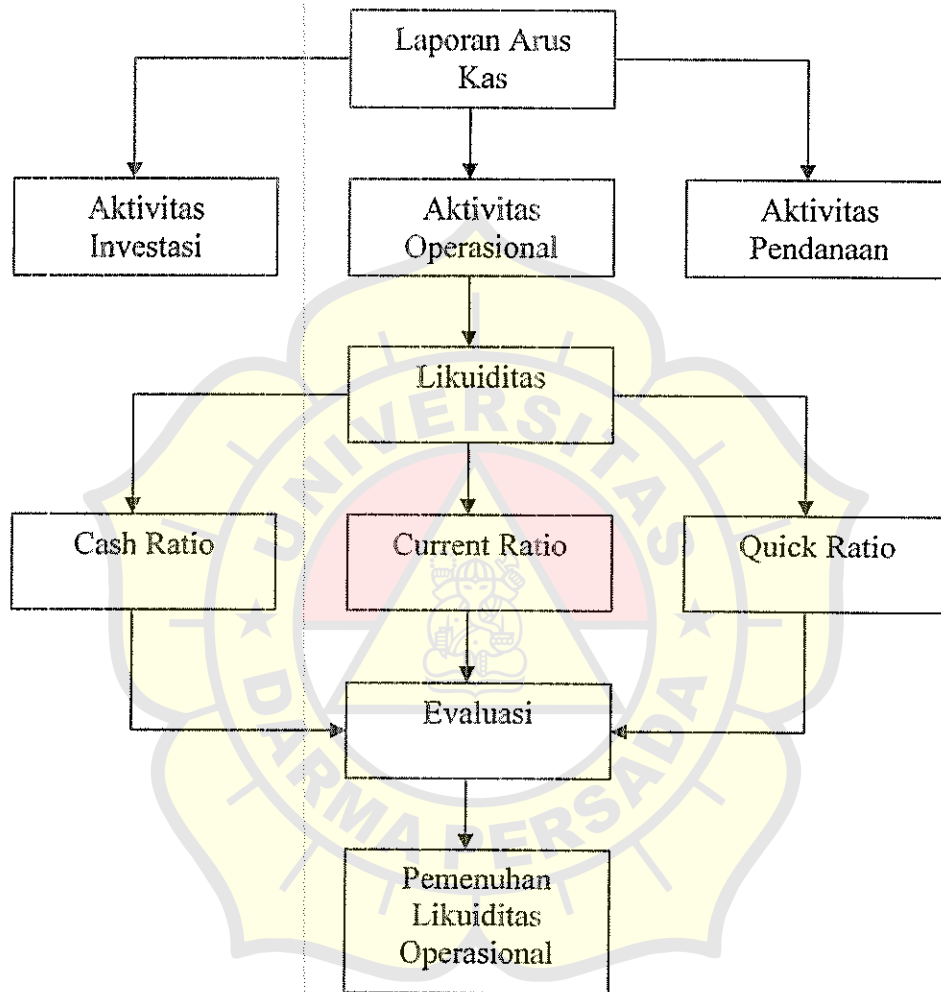 Laporan Arus
Kas
Aktivitas
Investasi
Aktivitas
Operasional
Aktivitas
Pendanaan
Likuiditas
Cash Ratio
Current Ratio
Quick Ratio
Evaluasi
Pemenuhan
Likuiditas
Operasional
UNIVERSITAS
DARMA PERSADA